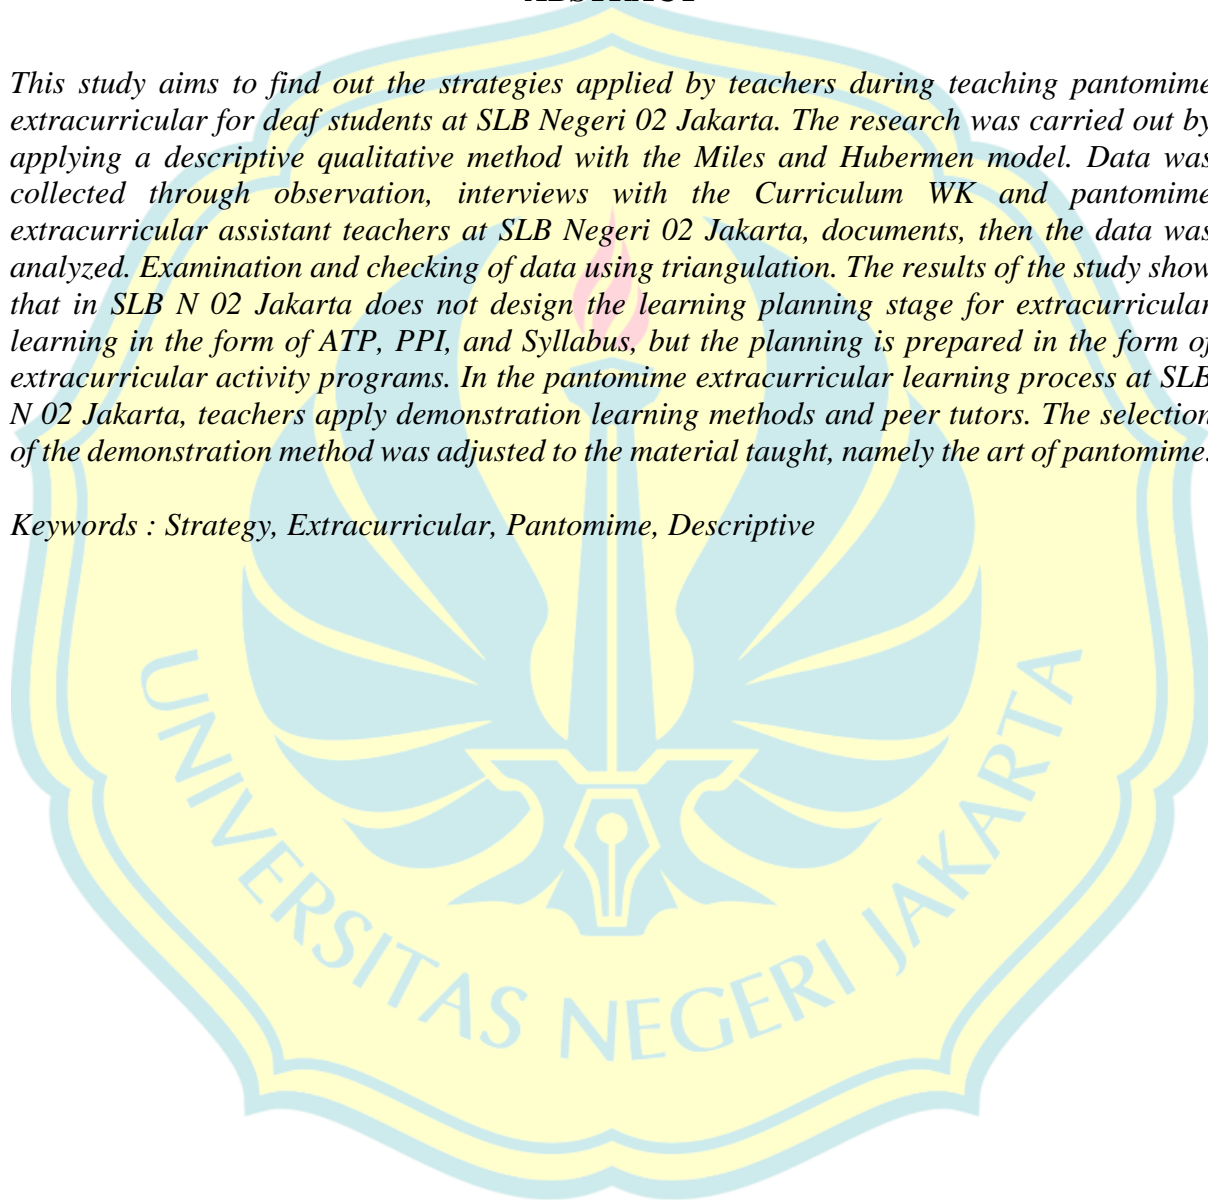 ABSTRACT
This study aims to find out the strategies applied by teachers during teaching pantomime
extracurricular for deaf students at SLB Negeri 02 Jakarta. The research was carried out by
applying a descriptive qualitative method with the Miles and Hubermen model. Data was
collected through observation, interviews with the Curriculum WK and pantomime
extracurricular assistant teachers at SLB Negeri 02 Jakarta, documents, then the data was
analyzed. Examination and checking of data using triangulation. The results of the study show
that in SLB N 02 Jakarta does not design the learning planning stage for extracurricular
learning in the form of ATP, PPI, and Syllabus, but the planning is prepared in the form of
extracurricular activity programs. In the pantomime extracurricular learning process at SLB
N 02 Jakarta, teachers apply demonstration learning methods and peer tutors. The selection
of the demonstration method was adjusted to the material taught, namely the art of pantomime.
Keywords : Strategy, Extracurricular, Pantomime, Descriptive
UNIVERSITAS NEGERI JAKARTA